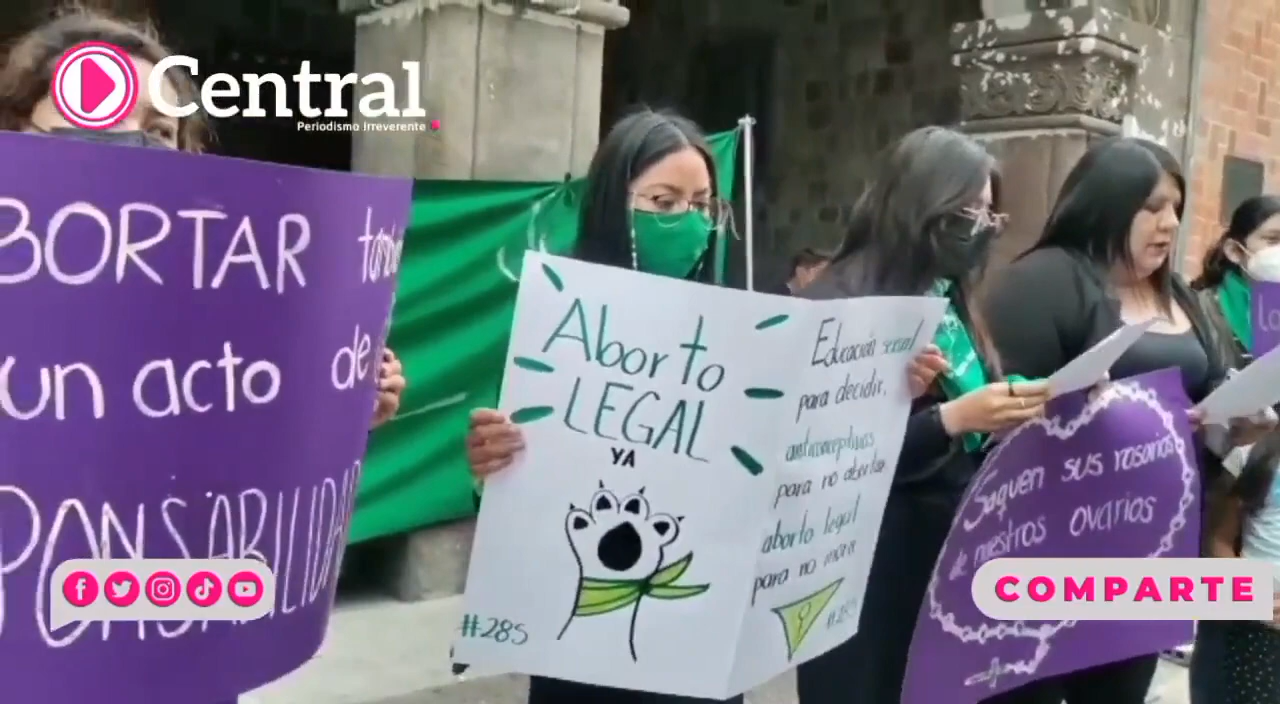 Central
Periodismo Irreverente
BORTAR
un acto de
PONSABILIDA
Aborto
LEGAL
YA
#285
Educación sexual
para decidir,
anticonceptivos
para no abortar
aborto legal
para no morir
Saquen sus rosarios
de nuestros ovarios
COMPARTE